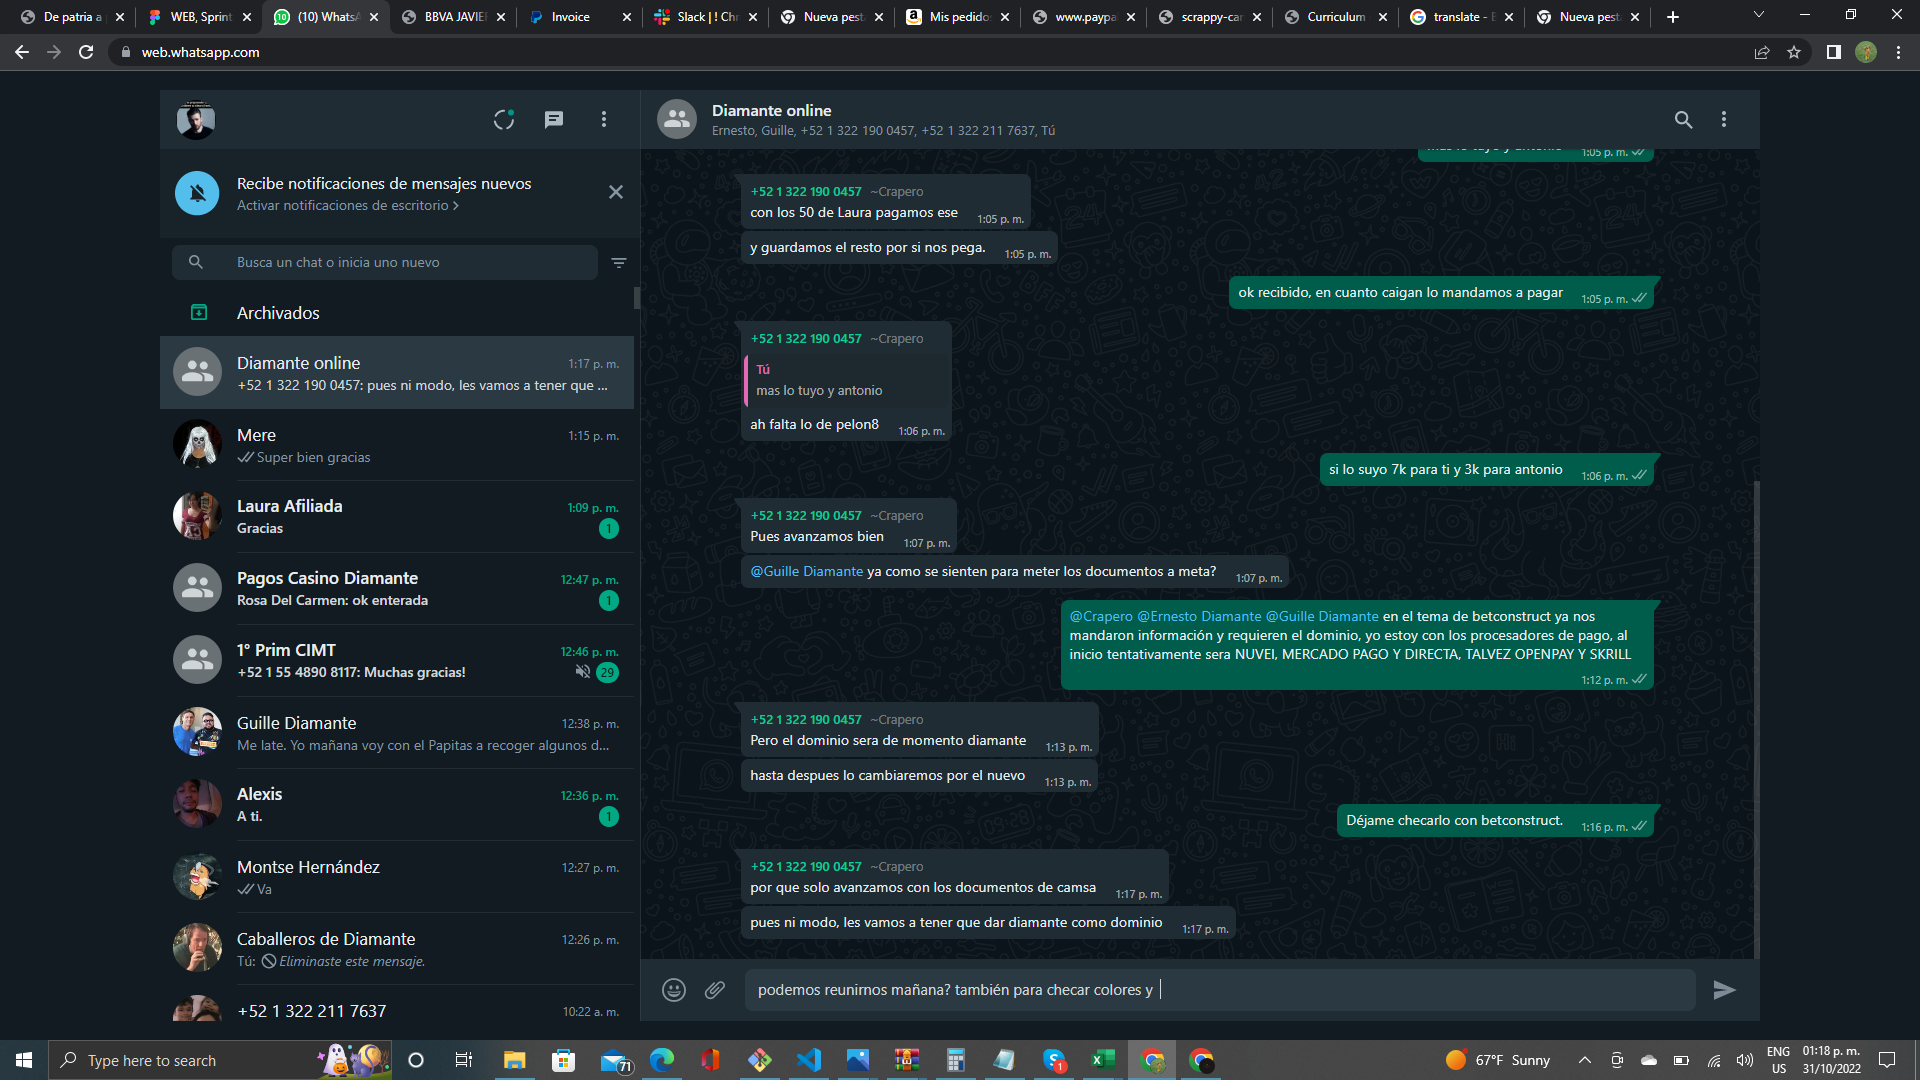 De patria a
WEB, Sprint
(10) WhatsA
BBVA JAVIE
Invoice
Slack | ! Chr
Nueva pest
Mis pedido
www.paypa
scrappy-car
Curriculum
translate - B
Nueva pest
web.whatsapp.com
Recibe notificaciones de mensajes nuevos
Activar notificaciones de escritorio >
Busca un chat o inicia uno nuevo
Archivados
Diamante online 1:17 p. m.
+52 1 322 190 0457: pues ni modo, les vamos a tener que ...
Mere 1:15 p. m.
Super bien gracias
Laura Afiliada 1:09 p. m.
Gracias 1
Pagos Casino Diamante 12:47 p. m.
Rosa Del Carmen: ok enterada 1
1° Prim CIMT 12:46 p. m.
+52 1 55 4890 8117: Muchas gracias! 29
Guille Diamante 12:38 p. m.
Me late. Yo mañana voy con el Papitas a recoger algunos d...
Alexis 12:36 p. m.
A ti. 1
Montse Hernández 12:27 p. m.
Va
Caballeros de Diamante 12:26 p. m.
Tú: Eliminaste este mensaje.
+52 1 322 211 7637 10:22 a. m.
Diamante online
Ernesto, Guille, +52 1 322 190 0457, +52 1 322 211 7637, Tú
mas lo tuyo y antonio 1:05 p. m.
+52 1 322 190 0457 ~Crapero
con los 50 de Laura pagamos ese 1:05 p. m.
y guardamos el resto por si nos pega. 1:05 p. m.
ok recibido, en cuanto caigan lo mandamos a pagar 1:05 p. m.
+52 1 322 190 0457 ~Crapero
Tú
mas lo tuyo y antonio
ah falta lo de pelon8 1:06 p. m.
si lo suyo 7k para ti y 3k para antonio 1:06 p. m.
+52 1 322 190 0457 ~Crapero
Pues avanzamos bien 1:07 p. m.
@Guille Diamante ya como se sienten para meter los documentos a meta? 1:07 p. m.
@Crapero @Ernesto Diamante @Guille Diamante en el tema de betconstruct ya nos
mandaron información y requieren el dominio, yo estoy con los procesadores de pago, al
inicio tentativamente sera NUVEI, MERCADO PAGO Y DIRECTA, TALVEZ OPENPAY Y SKRILL
1:12 p. m.
+52 1 322 190 0457 ~Crapero
Pero el dominio sera de momento diamante 1:13 p. m.
hasta despues lo cambiaremos por el nuevo 1:13 p. m.
Déjame checarlo con betconstruct. 1:16 p. m.
+52 1 322 190 0457 ~Crapero
por que solo avanzamos con los documentos de camsa 1:17 p. m.
pues ni modo, les vamos a tener que dar diamante como dominio 1:17 p. m.
podemos reunirnos mañana? también para checar colores y
Type here to search
71
1
67°F Sunny
ENG
US
01:18 p. m.
31/10/2022